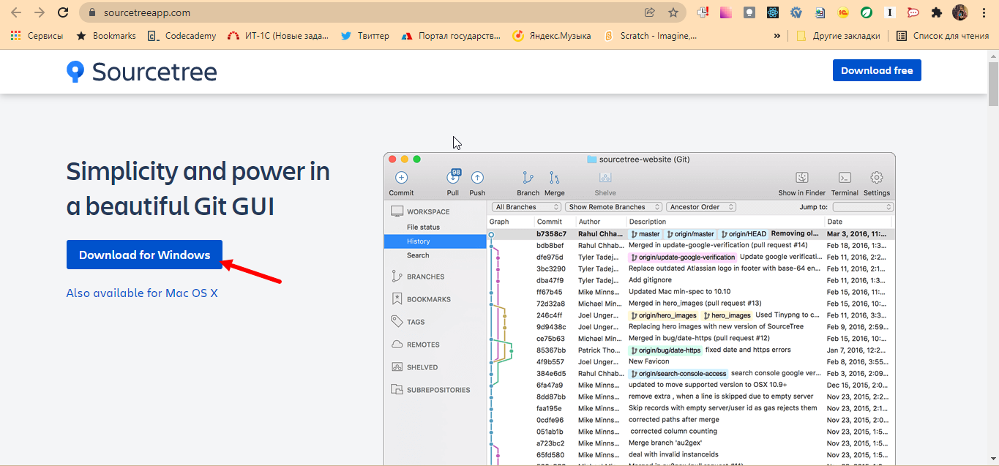 sourcetreeapp.com
Сервисы
Bookmarks
Codecademy
ИТ-1С (Новые зада...
Твиттер
Портал государств...
Яндекс.Музыка
Scratch - Imagine,...
»
Другие закладки
Список для чтения
Sourcetree
Download free
Simplicity and power in
a beautiful Git GUI
Download for Windows
Also available for Mac OS X
sourcetree-website (Git)
98
Commit Pull Push Branch Merge Shelve Show in Finder Terminal Settings
WORKSPACE
File status
History
Search
BRANCHES
BOOKMARKS
TAGS
REMOTES
SHELVED
SUBREPOSITORIES
All Branches Show Remote Branches Ancestor Order Jump to:
Graph Commit Author Description Date
b7358c7 Rahul Chha... master origin/master origin/HEAD Removing ol... Mar 3, 2016, 11:...
bdb8bef Rahul Chhab... Merged in update-google-verification (pull request #14) Feb 18, 2016, 1:3...
dfe975d Tyler Tadej... origin/update-google-verification Update google verificati... Feb 11, 2016, 2:2...
3bc3290 Tyler Tadej... Replace outdated Atlassian logo in footer with base-64 en... Feb 11, 2016, 2:1...
dba47f9 Tyler Tadej... Add gitignore Feb 11, 2016, 1:3...
ff67b45 Mike Minns... Updated Mac min-spec to 10.10 Feb 15, 2016, 11:...
72d32a8 Michael Min... Merged in hero_images (pull request #13) Feb 15, 2016, 10:...
246c4ff Joel Unger... origin/hero_images hero_images Used Tinypng to c... Feb 11, 2016, 3:3...
9d9438c Joel Unger... Replacing hero images with new version of SourceTree Feb 9, 2016, 2:59...
ce75b63 Michael Min... Merged in bug/date-https (pull request #12) Feb 15, 2016, 10:...
85367bb Patrick Tho... origin/bug/date-https fixed date and https errors Jan 7, 2016, 12:2...
4f9b557 Joel Unger... New Favicon Feb 8, 2016, 3:55...
384e6d5 Rahul Chhab... origin/search-console-access search console google ver... Feb 3, 2016, 2:09...
6fa47a9 Mike Minns... updated to move supported version to OSX 10.9+ Dec 15, 2015, 2:0...
8dd87bb Mike Minns... remove extra , when a line is skipped due to empty server Nov 23, 2015, 2:2...
faa195e Mike Minns... Skip records with empty server/user id as gas rejects them Nov 23, 2015, 2:1...
0cdfe96 Mike Minns... corrected paths after merge Nov 23, 2015, 2:0...
051ab1b Mike Minns... corrected column counting Nov 23, 2015, 1:5...
a723bc2 Mike Minns... Merge branch 'au2gex' Nov 23, 2015, 1:5...
65fd580 Mike Minns... deal with invalid instanceids Nov 23, 2015, 1:5...